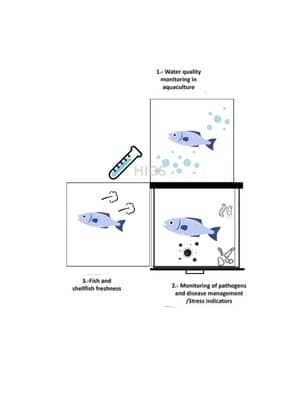 1.- Water quality
monitoring in
aquaculture
HIGS
3.-Fish and
shellfish freshness
2.- Monitoring of pathogens
and disease management
/Stress indicators